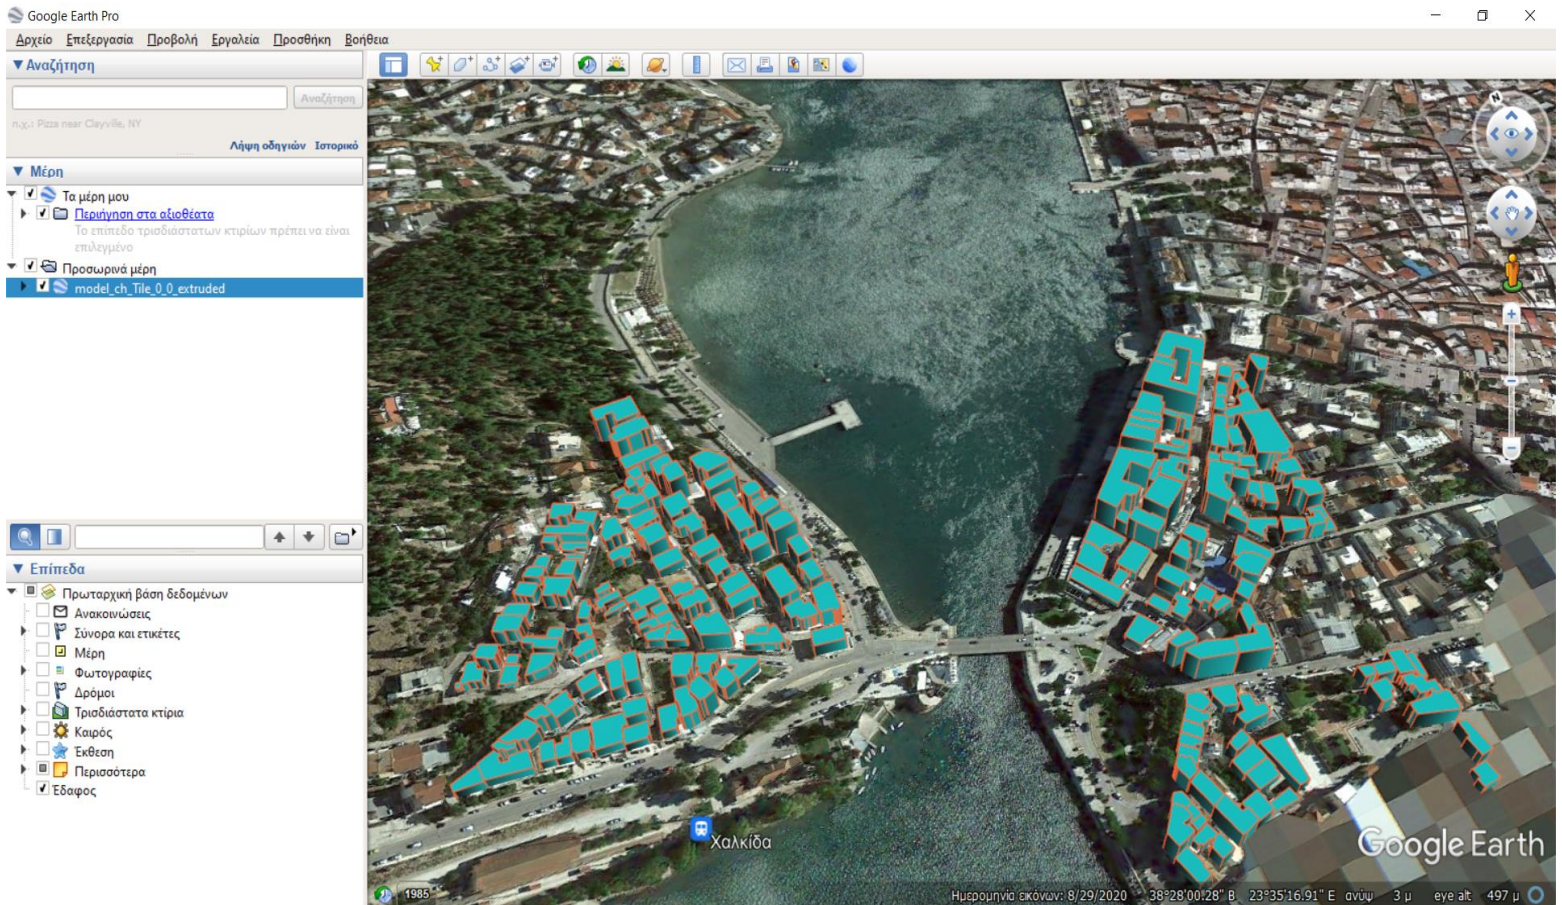 Google Earth Pro
Αρχείο Επεξεργασία Προβολή Εργαλεία Προσθήκη Βοήθεια
Αναζήτηση
Αναζήτηση
π.χ.: Pizza near Clayville, NY
Λήψη οδηγιών Ιστορικό
Μέρη
Τα μέρη μου
Περιήγηση στα αξιοθέατα
Το επίπεδο τρισδιάστατων κτιρίων πρέπει να είναι
επιλεγμένο
Προσωρινά μέρη
model_ch_Tile_0_0_extruded
Επίπεδα
Πρωταρχική βάση δεδομένων
Ανακοινώσεις
Σύνορα και ετικέτες
Μέρη
Φωτογραφίες
Δρόμοι
Τρισδιάστατα κτίρια
Καιρός
Έκθεση
Περισσότερα
Έδαφος
N
Χαλκίδα
Google Earth
1985
Ημερομηνία εικόνων: 8/29/2020 38°28'00.28" Β 23°35'16.91" Ε ανύψ 3 μ eye alt 497 μ